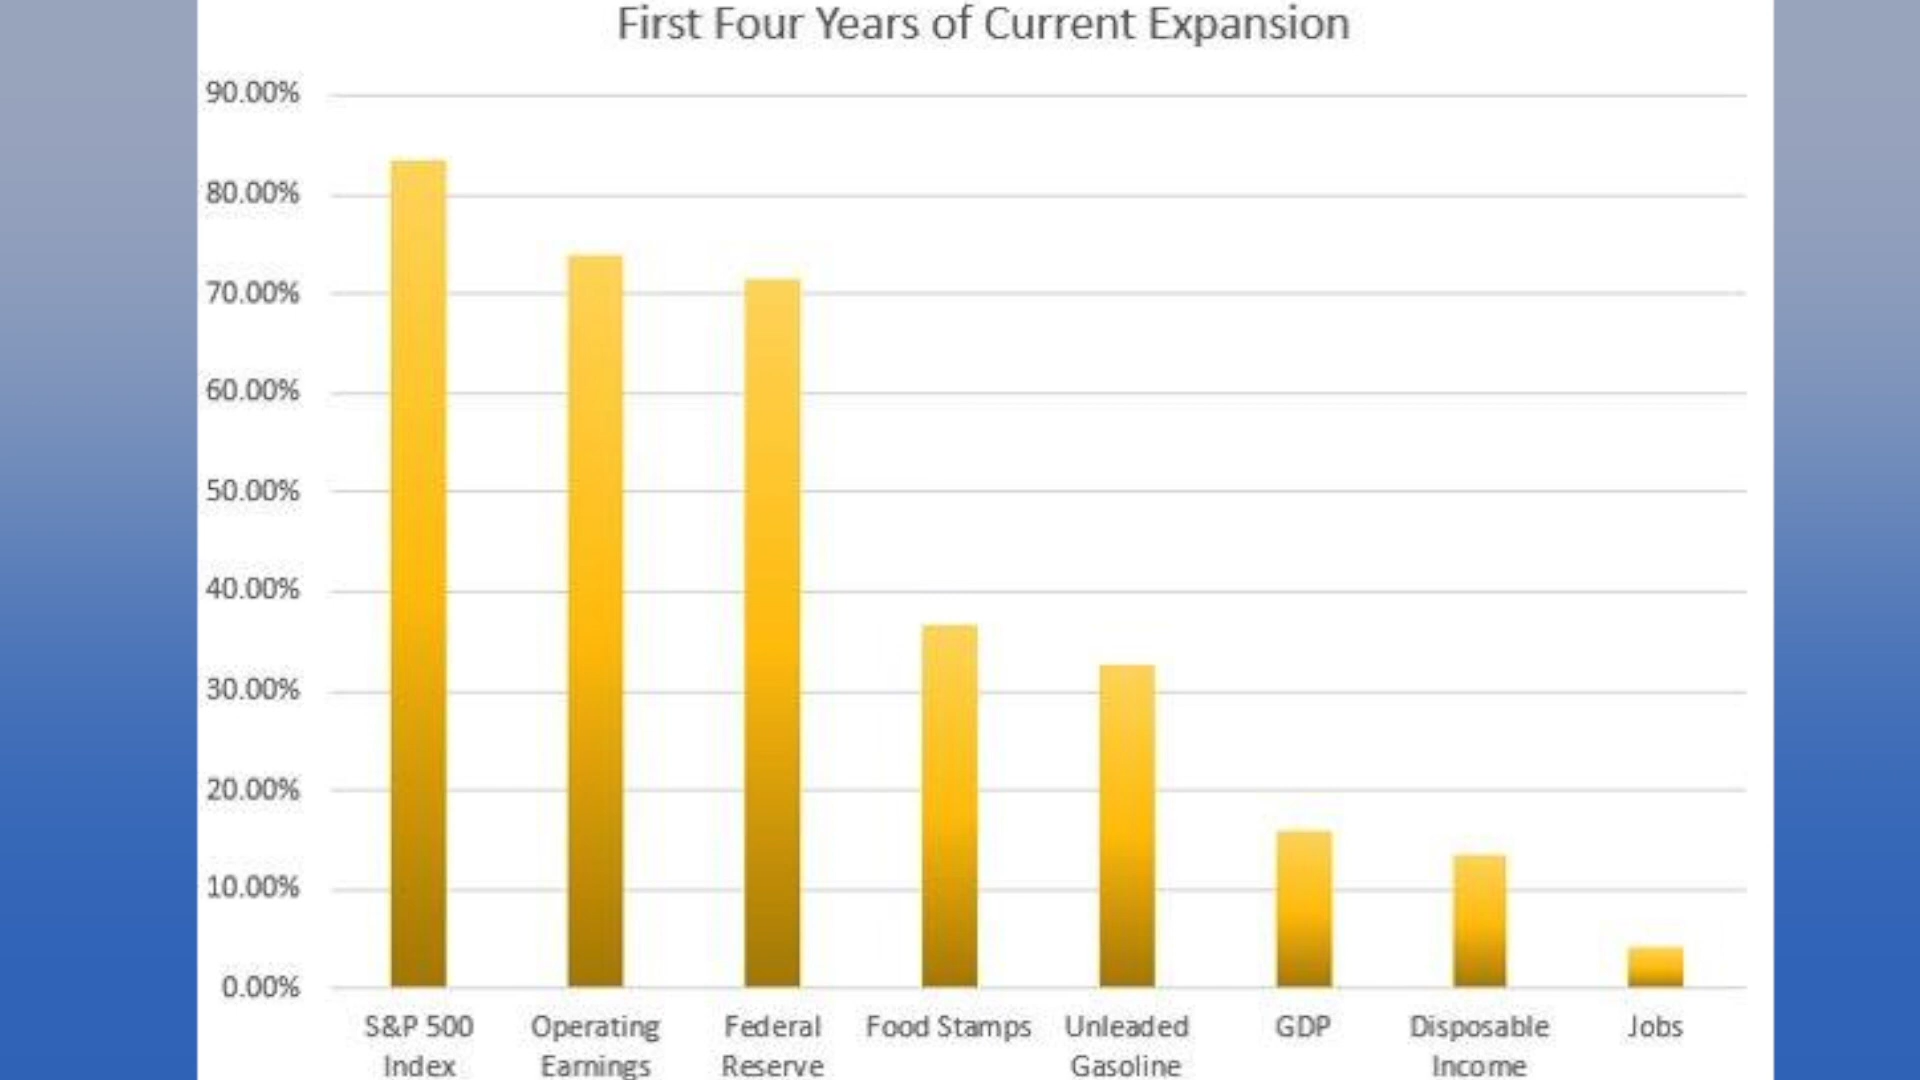 First Four Years of Current Expansion
90.00%
80.00%
70.00%
60.00%
50.00%
40.00%
30.00%
20.00%
10.00%
0.00%
S&P 500 Index
Operating Earnings
Federal Reserve
Food Stamps
Unleaded Gasoline
GDP
Disposable Income
Jobs